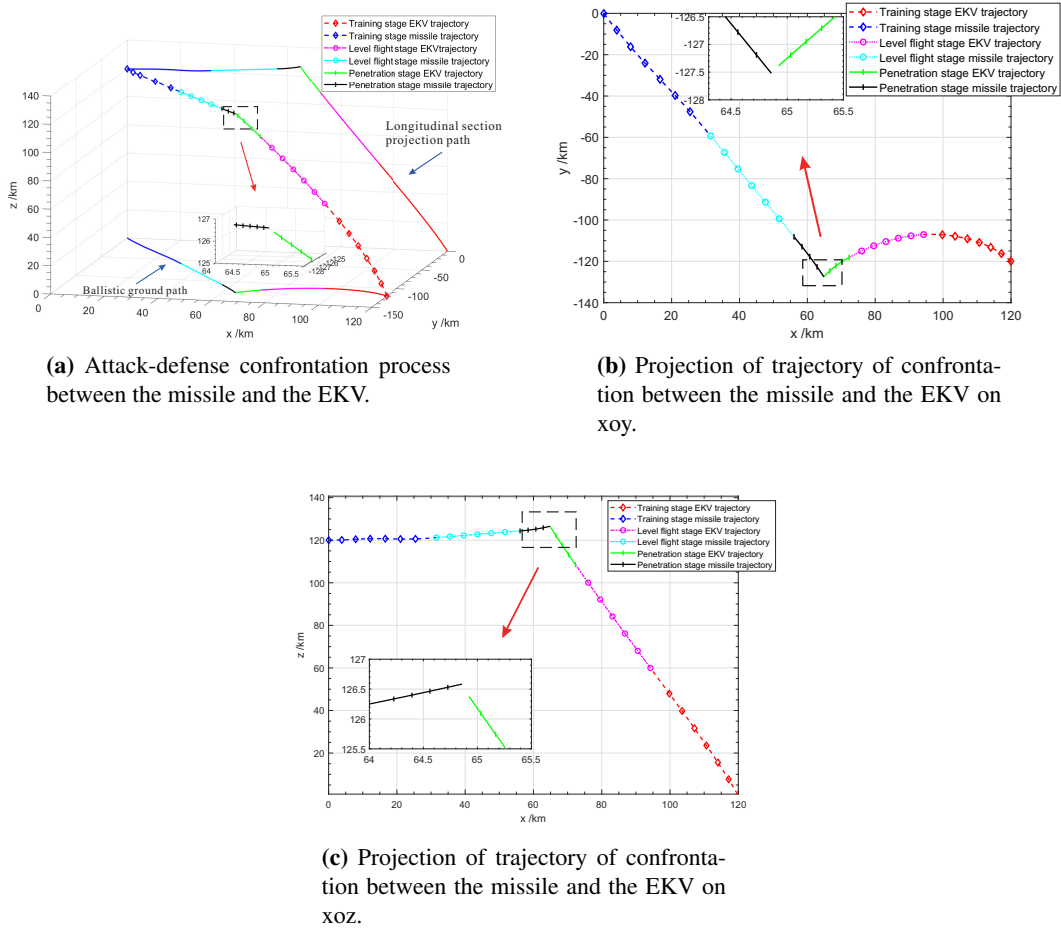 Training stage EKV trajectory
Training stage missile trajectory
Level flight stage EKVtrajectory
Level flight stage missile trajectory
Penetration stage EKV trajectory
Penetration stage missile trajectory
Longitudinal section
projection path
Ballistic ground path
140
120
100
80
60
40
20
0
z /km
127
126
125
64
64.5
65
65.5
-128
-127
-126
0
20
40
60
80
100
120
x /km
0
-50
-100
-150
y /km
(a) Attack-defense confrontation process
between the missile and the EKV.
Training stage EKV trajectory
Training stage missile trajectory
Level flight stage EKV trajectory
Level flight stage missile trajectory
Penetration stage EKV trajectory
Penetration stage missile trajectory
-126.5
-127
-127.5
-128
64.5
65
65.5
0
-20
-40
-60
-80
-100
-120
-140
y /km
0
20
40
60
80
100
120
x /km
(b) Projection of trajectory of confronta-
tion between the missile and the EKV on
xoy.
Training stage EKV trajectory
Training stage missile trajectory
Level flight stage EKV trajectory
Level flight stage missile trajectory
Penetration stage EKV trajectory
Penetration stage missile trajectory
140
120
100
80
60
40
20
z /km
127
126.5
126
125.5
64
64.5
65
65.5
0
20
40
60
80
100
120
x /km
(c) Projection of trajectory of confronta-
tion between the missile and the EKV on
xoz.